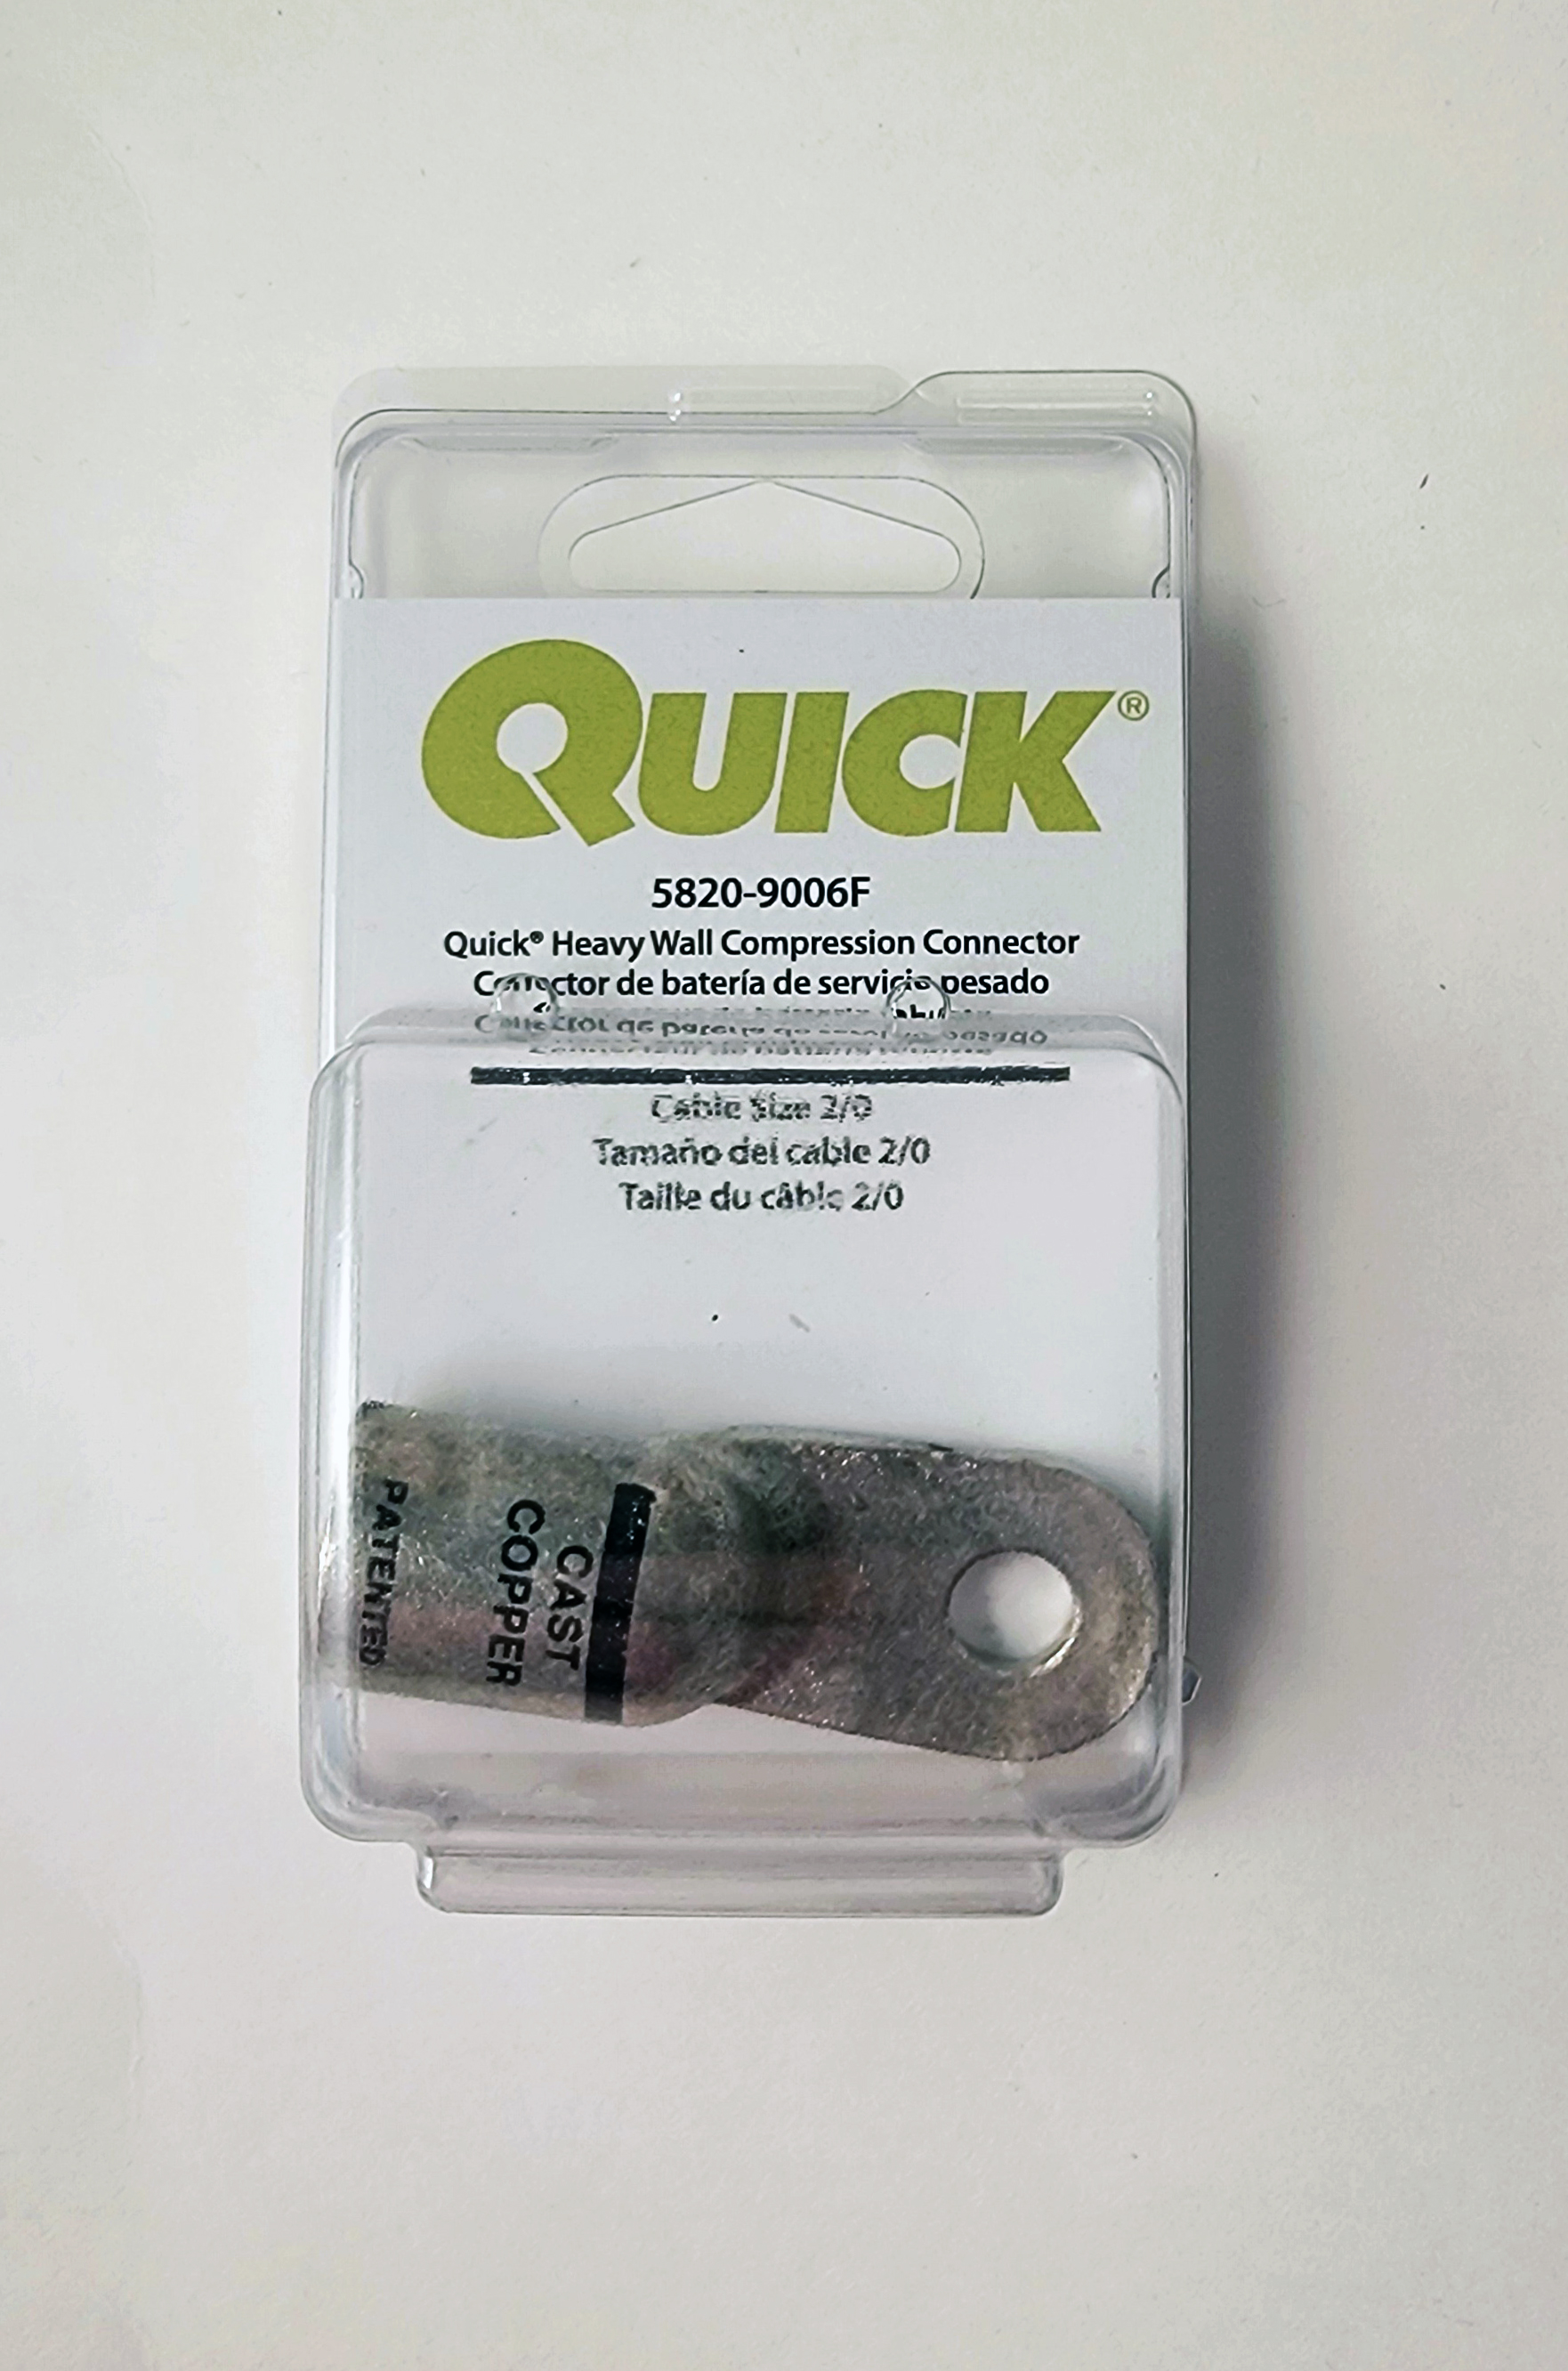 QUICK®
5820-9006F
Quick® Heavy Wall Compression Connector
Conector de batería de servicio pesado
Cable Size 2/0
Tamaño del cable 2/0
Taille du câble 2/0
PATENTED
COPPER
CAST